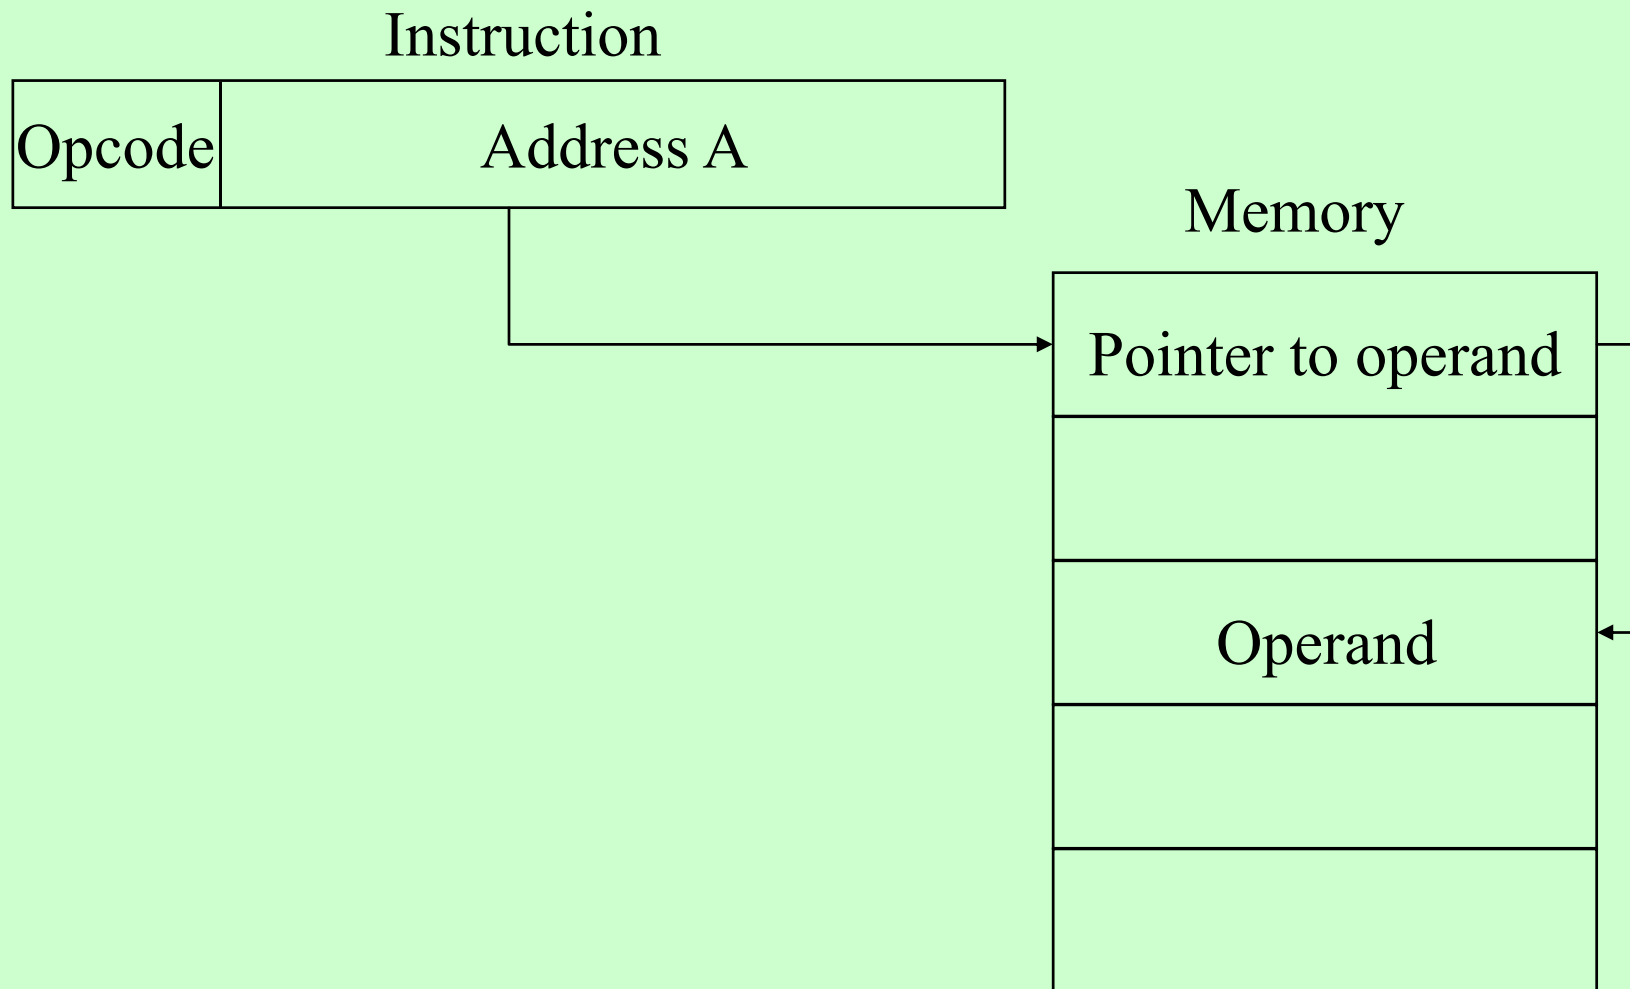 Instruction
Opcode
Address A
Memory
Pointer to operand
Operand